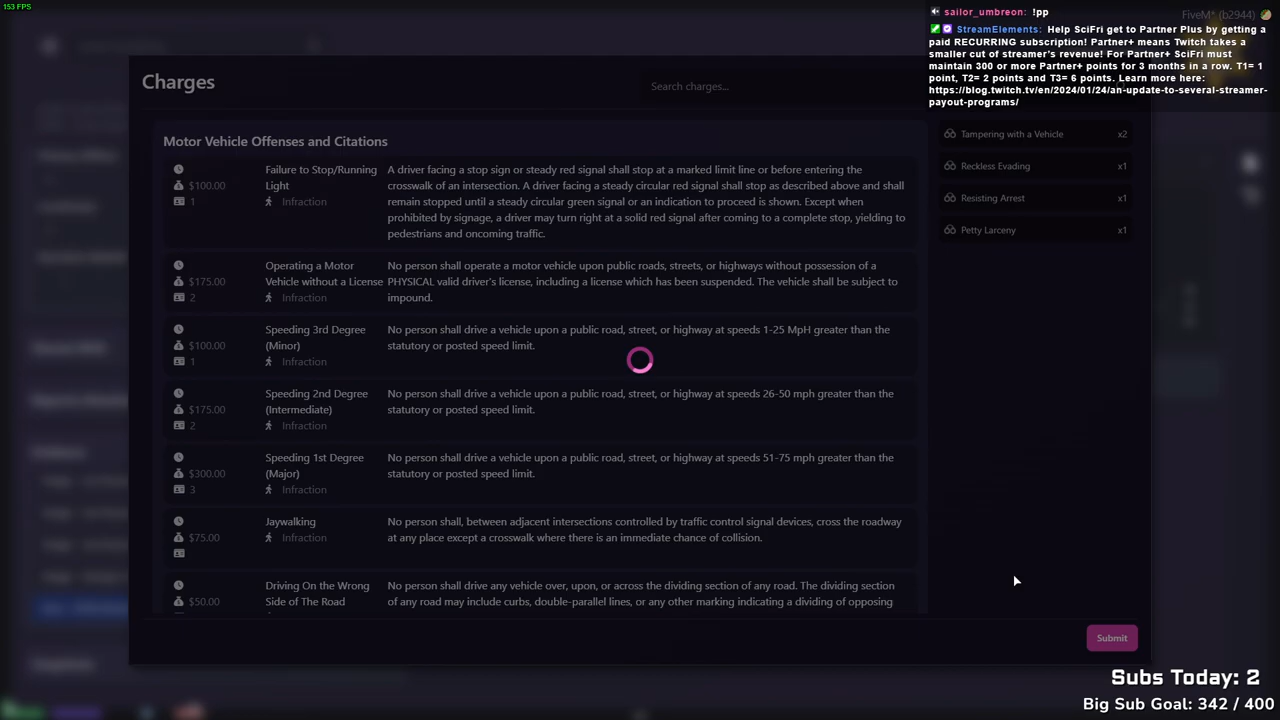 153 FPS
sailor_umbreon: !pp
FiveM* (b2944)
StreamElements: Help SciFri get to Partner Plus by getting a
paid RECURRING subscription! Partner+ means Twitch takes a
smaller cut of streamer's revenue! For Partner+ SciFri must
maintain 300 or more Partner+ points for 3 months in a row. T1= 1
point, T2= 2 points and T3= 6 points. Learn more here:
https://blog.twitch.tv/en/2024/01/24/an-update-to-several-streamer-
payout-programs/
Charges
Search charges...
Motor Vehicle Offenses and Citations
Failure to Stop/Running
Light
Infraction
$100.00
1
A driver facing a stop sign or steady red signal shall stop at a marked limit line or before entering the
crosswalk of an intersection. A driver facing a steady circular red signal shall stop as described above and shall
remain stopped until a steady circular green signal or an indication to proceed is shown. Except when
prohibited by signage, a driver may turn right at a solid red signal after coming to a complete stop, yielding to
pedestrians and oncoming traffic.
Operating a Motor
Vehicle without a License
Infraction
$175.00
2
No person shall operate a motor vehicle upon public roads, streets, or highways without possession of a
PHYSICAL valid driver's license, including a license which has been suspended. The vehicle shall be subject to
impound.
Speeding 3rd Degree
(Minor)
Infraction
$100.00
1
No person shall drive a vehicle upon a public road, street, or highway at speeds 1-25 MpH greater than the
statutory or posted speed limit.
Speeding 2nd Degree
(Intermediate)
Infraction
$175.00
2
No person shall drive a vehicle upon a public road, street, or highway at speeds 26-50 mph greater than the
statutory or posted speed limit.
Speeding 1st Degree
(Major)
Infraction
$300.00
3
No person shall drive a vehicle upon a public road, street, or highway at speeds 51-75 mph greater than the
statutory or posted speed limit.
Jaywalking
Infraction
$75.00
No person shall, between adjacent intersections controlled by traffic control signal devices, cross the roadway
at any place except a crosswalk where there is an immediate chance of collision.
Driving On the Wrong
Side of The Road
$50.00
No person shall drive any vehicle over, upon, or across the dividing section of any road. The dividing section
of any road may include curbs, double-parallel lines, or any other marking indicating a dividing of opposing
Tampering with a Vehicle x2
Reckless Evading x1
Resisting Arrest x1
Petty Larceny x1
Submit
Subs Today: 2
Big Sub Goal: 342 / 400